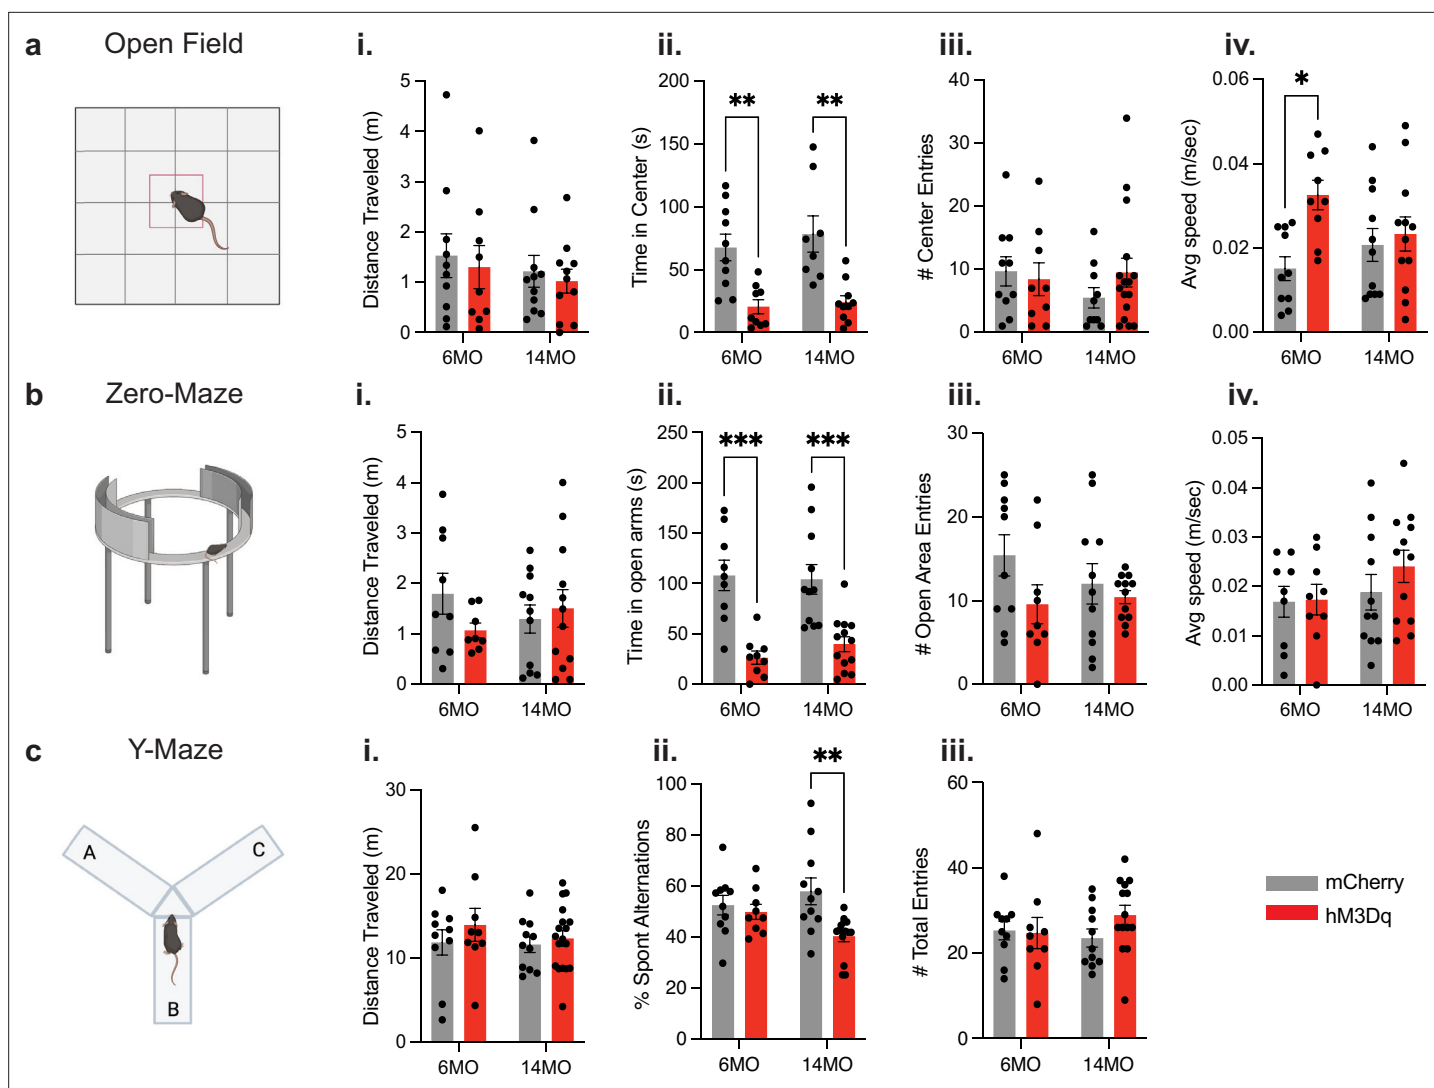 a Open Field i. ii. iii. iv.
Distance Traveled (m)
5
4
3
2
1
0
6MO 14MO
Time in Center (s)
200
150
100
50
0
** **
6MO 14MO
# Center Entries
40
30
20
10
0
6MO 14MO
Avg speed (m/sec)
0.06
0.04
0.02
0.00
*
6MO 14MO
b Zero-Maze i. ii. iii. iv.
Distance Traveled (m)
5
4
3
2
1
0
6MO 14MO
Time in open arms (s)
250
200
150
100
50
0
*** ***
6MO 14MO
# Open Area Entries
30
20
10
0
6MO 14MO
Avg speed (m/sec)
0.05
0.04
0.03
0.02
0.01
0.00
6MO 14MO
c Y-Maze i. ii. iii.
A C
B
Distance Traveled (m)
30
20
10
0
6MO 14MO
% Spont Alternations
100
80
60
40
20
0
**
6MO 14MO
# Total Entries
60
40
20
0
6MO 14MO
mCherry
hM3Dq